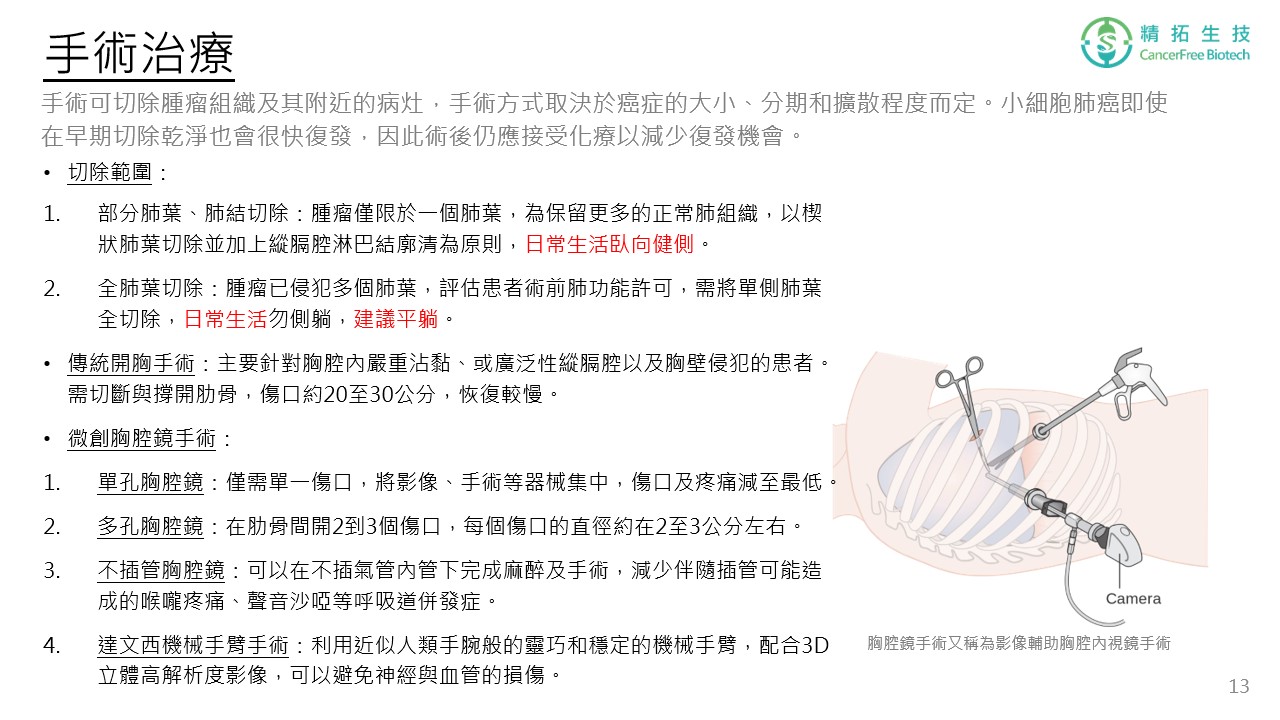 手術治療
精拓生技
CancerFree Biotech
手術可切除腫瘤組織及其附近的病灶，手術方式取決於癌症的大小、分期和擴散程度而定。小細胞肺癌即使
在早期切除乾淨也會很快復發，因此術後仍應接受化療以減少復發機會。
• 切除範圍：
1. 部分肺葉、肺結切除：腫瘤僅限於一個肺葉，為保留更多的正常肺組織，以楔
狀肺葉切除並加上縱膈腔淋巴結廓清為原則，日常生活臥向健側。
2. 全肺葉切除：腫瘤已侵犯多個肺葉，評估患者術前肺功能許可，需將單側肺葉
全切除，日常生活勿側躺，建議平躺。
• 傳統開胸手術：主要針對胸腔內嚴重沾黏、或廣泛性縱膈腔以及胸壁侵犯的患者。
需切斷與撐開肋骨，傷口約20至30公分，恢復較慢。
• 微創胸腔鏡手術：
1. 單孔胸腔鏡：僅需單一傷口，將影像、手術等器械集中，傷口及疼痛減至最低。
2. 多孔胸腔鏡：在肋骨間開2到3個傷口，每個傷口的直徑約在2至3公分左右。
3. 不插管胸腔鏡：可以在不插氣管內管下完成麻醉及手術，減少伴隨插管可能造
成的喉嚨疼痛、聲音沙啞等呼吸道併發症。
4. 達文西機械手臂手術：利用近似人類手腕般的靈巧和穩定的機械手臂，配合3D
立體高解析度影像，可以避免神經與血管的損傷。
Camera
胸腔鏡手術又稱為影像輔助胸腔內視鏡手術
13